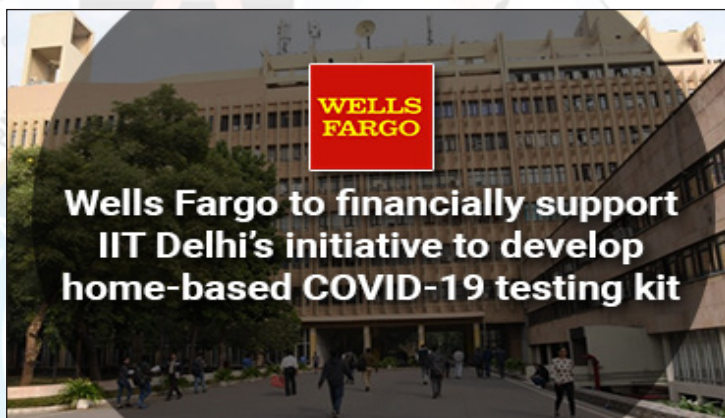 WELLS
FARGO
Wells Fargo to financially support
IIT Delhi’s initiative to develop
home-based COVID-19 testing kit